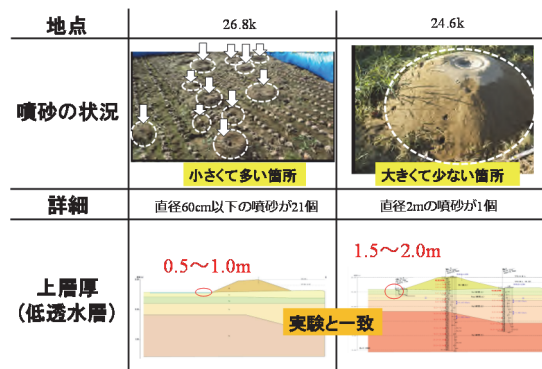 地点
26.8k
24.6k
噴砂の状況
小さくて多い箇所
大きくて少ない箇所
詳細
直径60cm以下の噴砂が21個
直径2mの噴砂が1個
上層厚
(低透水層)
0.5～1.0m
1.5～2.0m
実験と一致